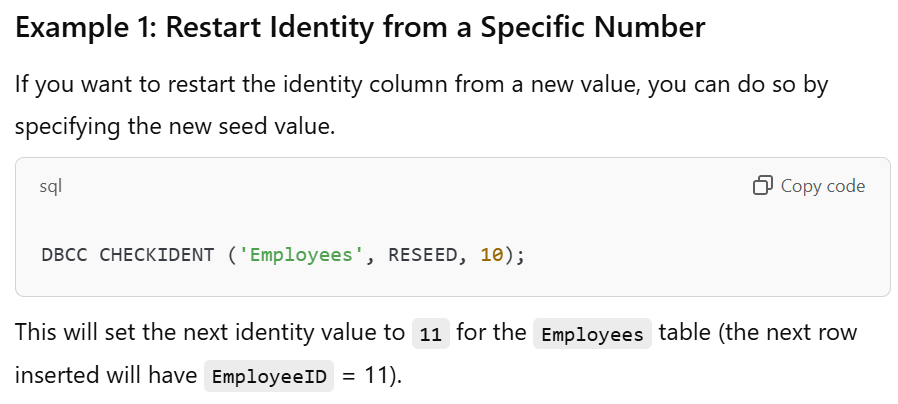 Example 1: Restart Identity from a Specific Number
If you want to restart the identity column from a new value, you can do so by
specifying the new seed value.
sql
Copy code
DBCC CHECKIDENT ('Employees', RESEED, 10);
This will set the next identity value to 11 for the Employees table (the next row
inserted will have EmployeeID = 11).